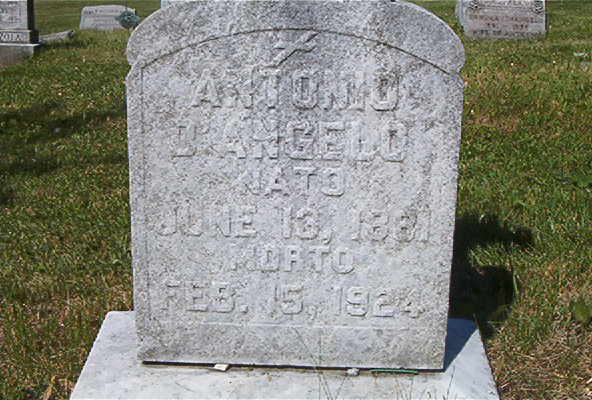 ANTONIO
D'ANGELO
NATO
JUNE 13, 1881
MORTO
FEB. 15, 1924